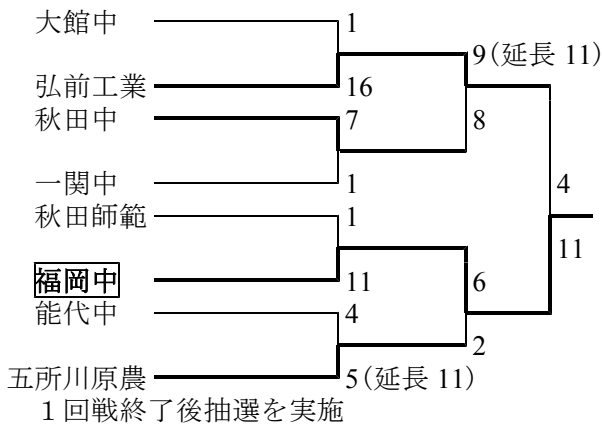 大館中
1
9(延長 11)
弘前工業
16
秋田中
7
8
一関中
1
4
秋田師範
1
11
福岡中
11
6
能代中
4
2
五所川原農
5(延長 11)
1回戦終了後抽選を実施